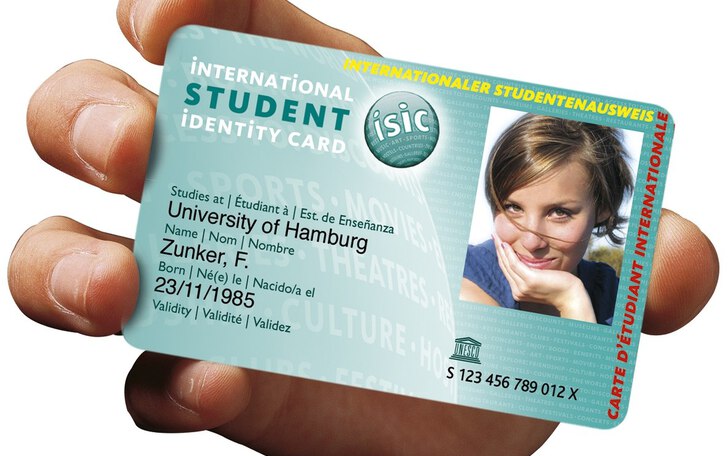 INTERNATIONAL
STUDENT
IDENTITY CARD
isic
INTERNATIONALER STUDENTENAUSWEIS
CARTE D'ÉTUDIANT INTERNATIONALE
Studies at | Étudiant à | Est. de Enseñanza
University of Hamburg
Name | Nom | Nombre
Zunker, F.
Born | Né(e) le | Nacido/a el
23/11/1985
Validity | Validité | Validez
SPORTS · MOVIES
THEATRES
CULTURE
UNESCO
S 123 456 789 012 X